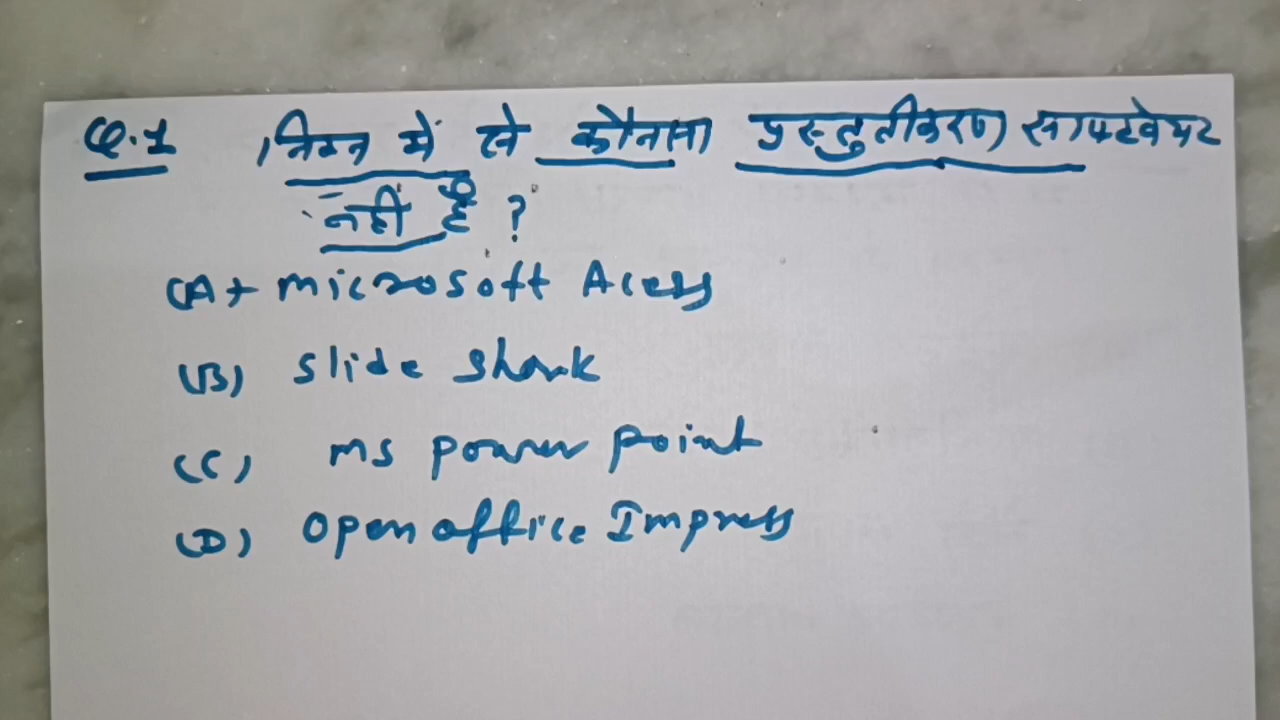 Q.1 निम्न में से कौनसा प्रस्तुतीकरण साफ्टवेयर
नहीं है ?
(A) Microsoft Acess
(B) Slide Shark
(C) ms power point
(D) Open office Impress